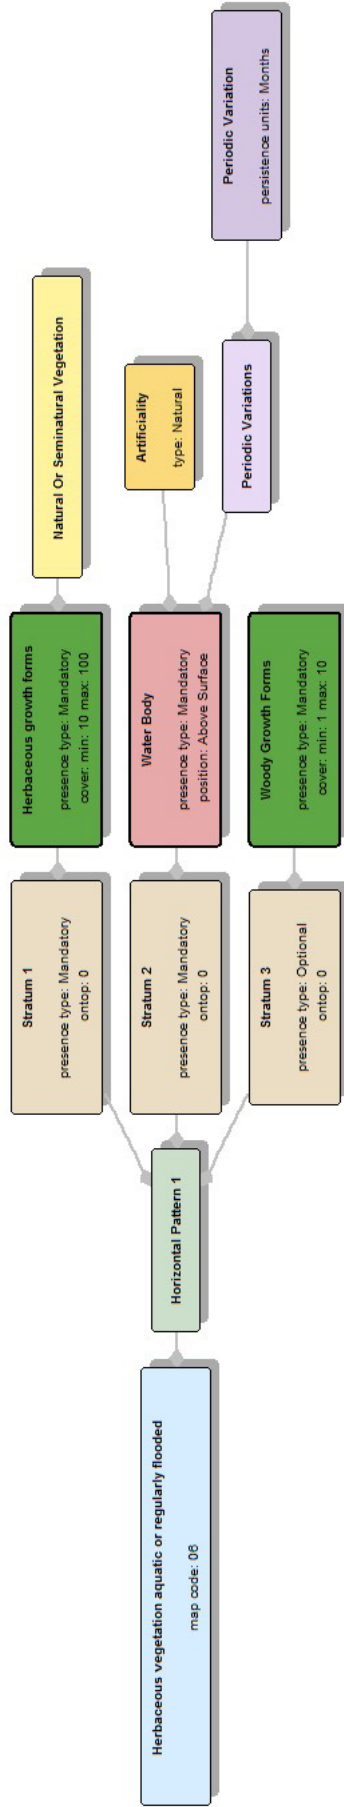 Herbaceous vegetation aquatic or regularly flooded
map code: 06
Horizontal Pattern 1
Stratum 1
presence type: Mandatory
ontop: 0
Stratum 2
presence type: Mandatory
ontop: 0
Stratum 3
presence type: Optional
ontop: 0
Herbaceous growth forms
presence type: Mandatory
cover: min: 10 max: 100
Water Body
presence type: Mandatory
position: Above Surface
Woody Growth Forms
presence type: Mandatory
cover: min: 1 max: 10
Natural Or Seminatural Vegetation
Artificiality
type: Natural
Periodic Variations
Periodic Variation
persistence units: Months